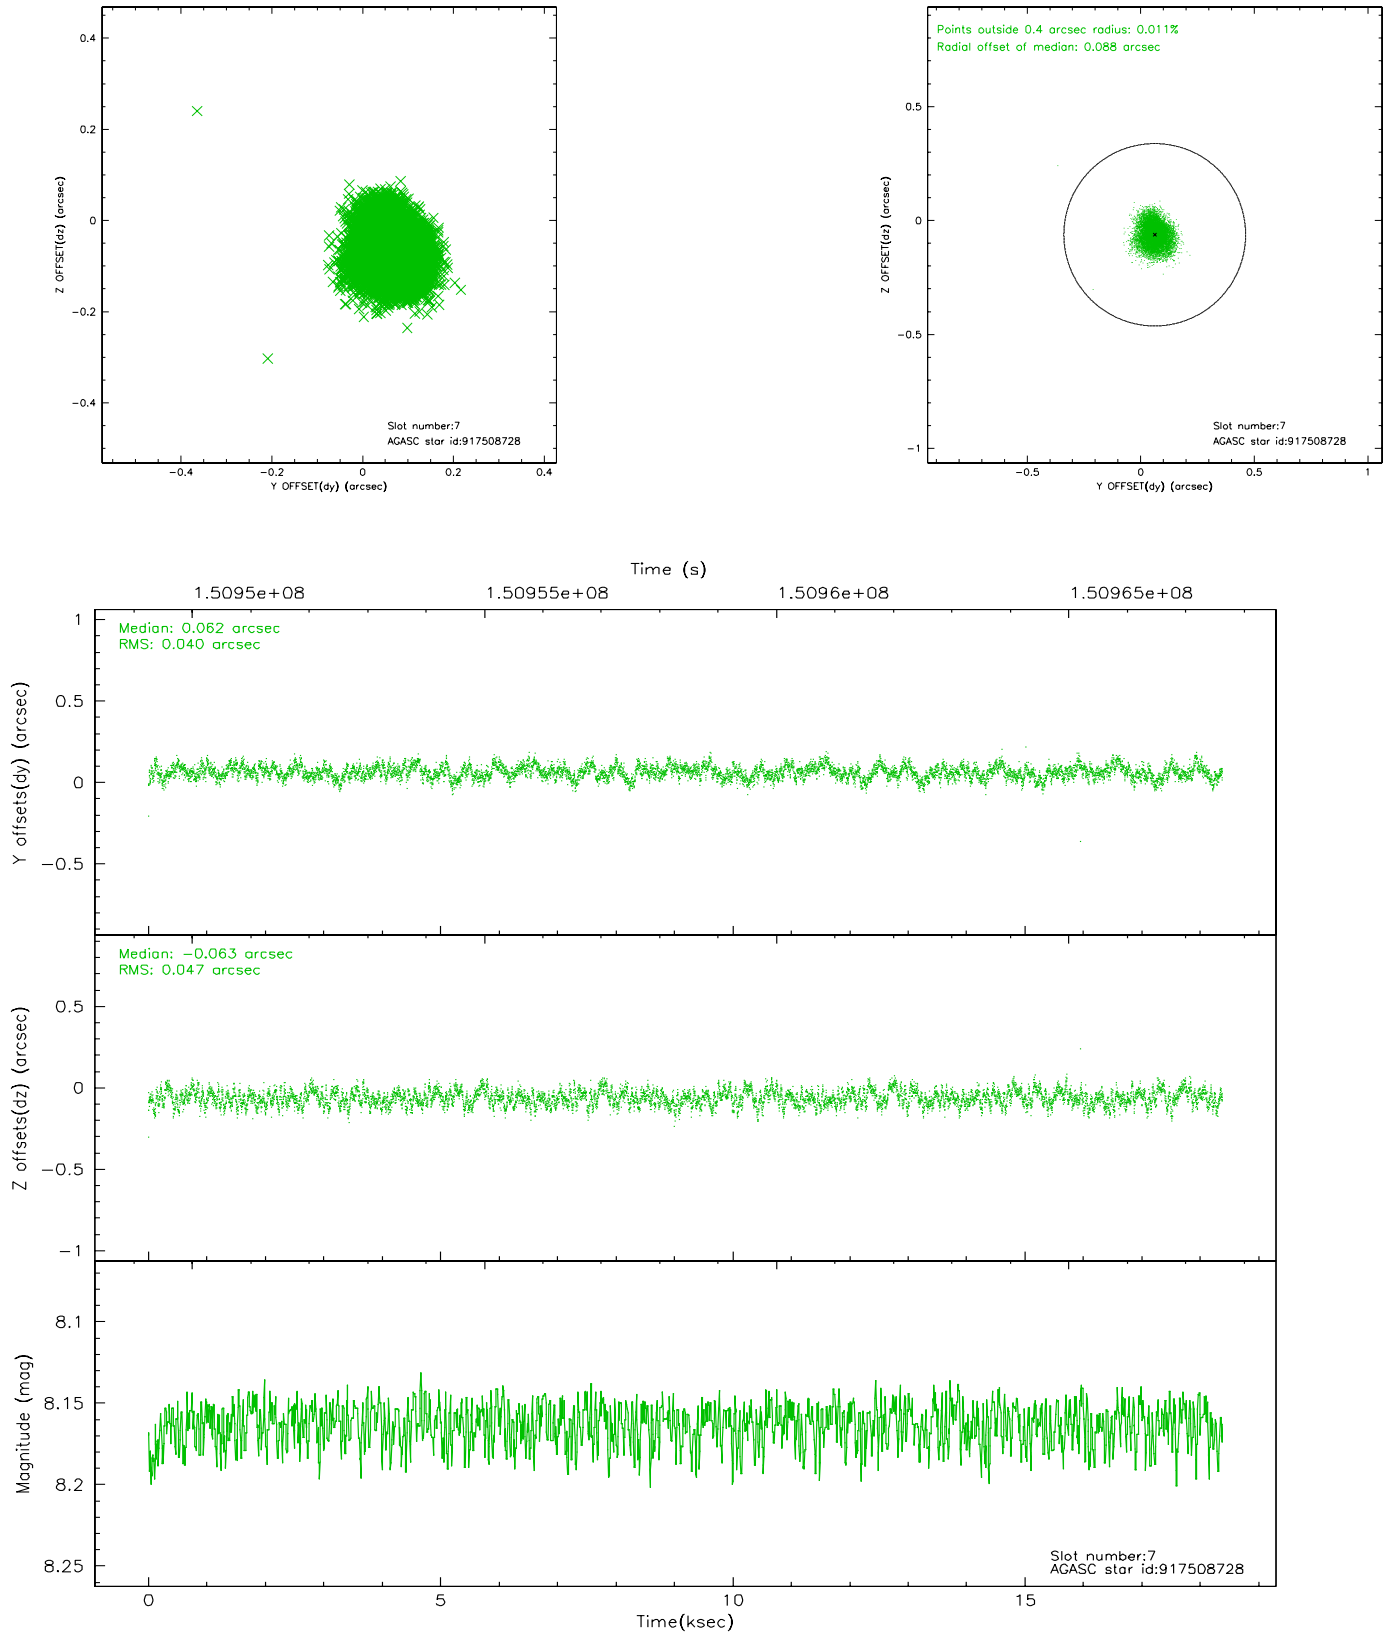 0.4
0.2
0
−0.2
−0.4
Z OFFSET(dz) (arcsec)
−0.4 −0.2 0 0.2 0.4
Y OFFSET(dy) (arcsec)
Slot number:7
AGASC star id:917508728
Points outside 0.4 arcsec radius: 0.011%
Radial offset of median: 0.088 arcsec
0.5
0
−0.5
−1
Z OFFSET(dz) (arcsec)
−0.5 0 0.5 1
Y OFFSET(dy) (arcsec)
Slot number:7
AGASC star id:917508728
Time (s)
1.5095e+08 1.50955e+08 1.5096e+08 1.50965e+08
Median: 0.062 arcsec
RMS: 0.040 arcsec
1
0.5
0
−0.5
Y offsets(dy) (arcsec)
Median: −0.063 arcsec
RMS: 0.047 arcsec
0.5
0
−0.5
−1
Z offsets(dz) (arcsec)
8.1
8.15
8.2
8.25
Magnitude (mag)
Slot number:7
AGASC star id:917508728
0 5 10 15
Time(ksec)